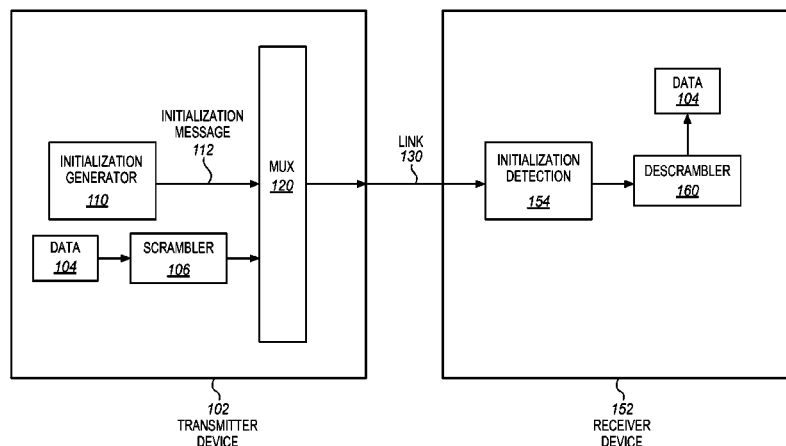 INITIALIZATION
MESSAGE
112
INITIALIZATION
GENERATOR
110
DATA
104
SCRAMBLER
106
MUX
120
LINK
130
INITIALIZATION
DETECTION
154
DATA
104
DESCRAMBLER
160
102
TRANSMITTER
DEVICE
152
RECEIVER
DEVICE